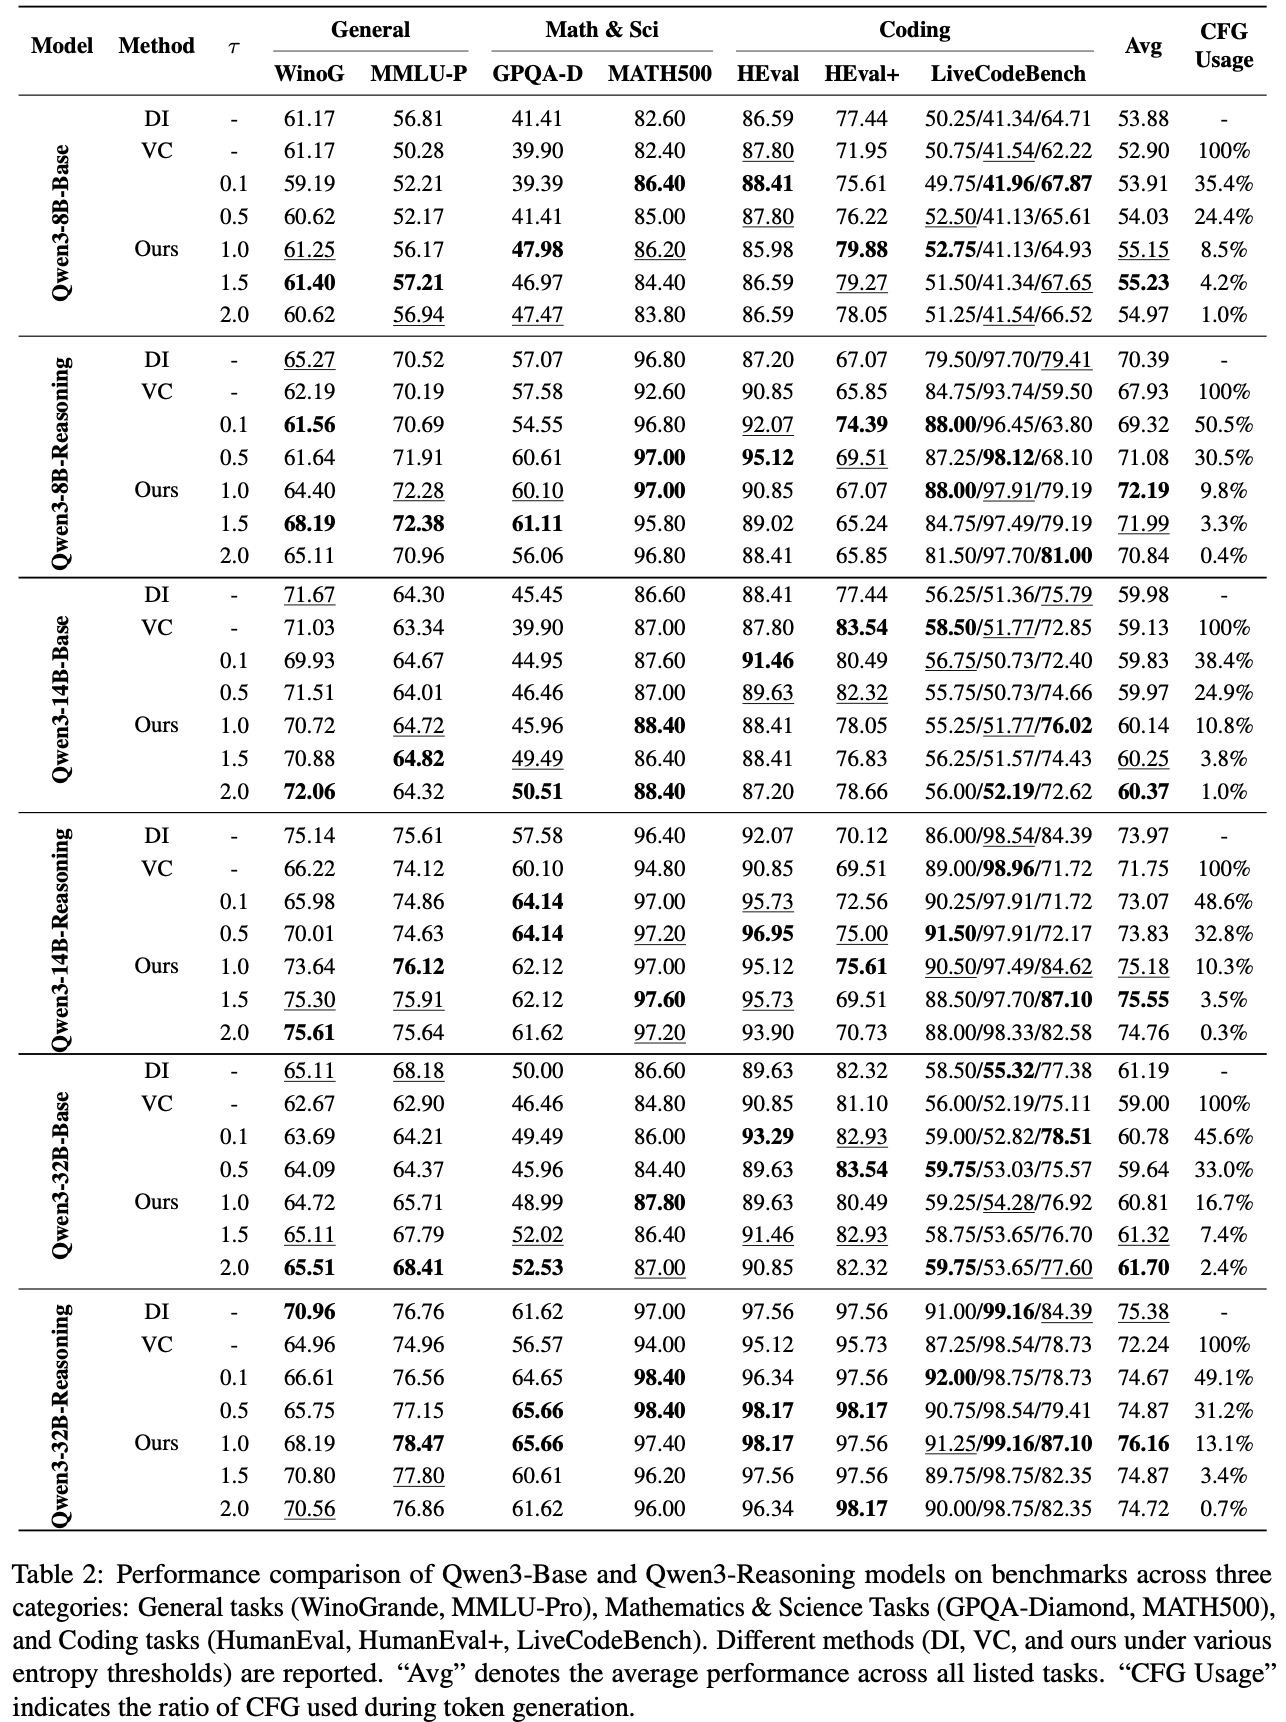 Model Method τ General Math & Sci Coding Avg CFG Usage
WinoG MMLU-P GPQA-D MATH500 HEval HEval+ LiveCodeBench
Qwen3-8B-Base
DI - 61.17 56.81 41.41 82.60 86.59 77.44 50.25/41.34/64.71 53.88 -
VC - 61.17 50.28 39.90 82.40 87.80 71.95 50.75/41.54/62.22 52.90 100%
0.1 59.19 52.21 39.39 86.40 88.41 75.61 49.75/41.96/67.87 53.91 35.4%
0.5 60.62 52.17 41.41 85.00 87.80 76.22 52.50/41.13/65.61 54.03 24.4%
Ours 1.0 61.25 56.17 47.98 86.20 85.98 79.88 52.75/41.13/64.93 55.15 8.5%
1.5 61.40 57.21 46.97 84.40 86.59 79.27 51.50/41.34/67.65 55.23 4.2%
2.0 60.62 56.94 47.47 83.80 86.59 78.05 51.25/41.54/66.52 54.97 1.0%
Qwen3-8B-Reasoning
DI - 65.27 70.52 57.07 96.80 87.20 67.07 79.50/97.70/79.41 70.39 -
VC - 62.19 70.19 57.58 92.60 90.85 65.85 84.75/93.74/59.50 67.93 100%
0.1 61.56 70.69 54.55 96.80 92.07 74.39 88.00/96.45/63.80 69.32 50.5%
0.5 61.64 71.91 60.61 97.00 95.12 69.51 87.25/98.12/68.10 71.08 30.5%
Ours 1.0 64.40 72.28 60.10 97.00 90.85 67.07 88.00/97.91/79.19 72.19 9.8%
1.5 68.19 72.38 61.11 95.80 89.02 65.24 84.75/97.49/79.19 71.99 3.3%
2.0 65.11 70.96 56.06 96.80 88.41 65.85 81.50/97.70/81.00 70.84 0.4%
Qwen3-14B-Base
DI - 71.67 64.30 45.45 86.60 88.41 77.44 56.25/51.36/75.79 59.98 -
VC - 71.03 63.34 39.90 87.00 87.80 83.54 58.50/51.77/72.85 59.13 100%
0.1 69.93 64.67 44.95 87.60 91.46 80.49 56.75/50.73/72.40 59.83 38.4%
0.5 71.51 64.01 46.46 87.00 89.63 82.32 55.75/50.73/74.66 59.97 24.9%
Ours 1.0 70.72 64.72 45.96 88.40 88.41 78.05 55.25/51.77/76.02 60.14 10.8%
1.5 70.88 64.82 49.49 86.40 88.41 76.83 56.25/51.57/74.43 60.25 3.8%
2.0 72.06 64.32 50.51 88.40 87.20 78.66 56.00/52.19/72.62 60.37 1.0%
Qwen3-14B-Reasoning
DI - 75.14 75.61 57.58 96.40 92.07 70.12 86.00/98.54/84.39 73.97 -
VC - 66.22 74.12 60.10 94.80 90.85 69.51 89.00/98.96/71.72 71.75 100%
0.1 65.98 74.86 64.14 97.00 95.73 72.56 90.25/97.91/71.72 73.07 48.6%
0.5 70.01 74.63 64.14 97.20 96.95 75.00 91.50/97.91/72.17 73.83 32.8%
Ours 1.0 73.64 76.12 62.12 97.00 95.12 75.61 90.50/97.49/84.62 75.18 10.3%
1.5 75.30 75.91 62.12 97.60 95.73 69.51 88.50/97.70/87.10 75.55 3.5%
2.0 75.61 75.64 61.62 97.20 93.90 70.73 88.00/98.33/82.58 74.76 0.3%
Qwen3-32B-Base
DI - 65.11 68.18 50.00 86.60 89.63 82.32 58.50/55.32/77.38 61.19 -
VC - 62.67 62.90 46.46 84.80 90.85 81.10 56.00/52.19/75.11 59.00 100%
0.1 63.69 64.21 49.49 86.00 93.29 82.93 59.00/52.82/78.51 60.78 45.6%
0.5 64.09 64.37 45.96 84.40 89.63 83.54 59.75/53.03/75.57 59.64 33.0%
Ours 1.0 64.72 65.71 48.99 87.80 89.63 80.49 59.25/54.28/76.92 60.81 16.7%
1.5 65.11 67.79 52.02 86.40 91.46 82.93 58.75/53.65/76.70 61.32 7.4%
2.0 65.51 68.41 52.53 87.00 90.85 82.32 59.75/53.65/77.60 61.70 2.4%
Qwen3-32B-Reasoning
DI - 70.96 76.76 61.62 97.00 97.56 97.56 91.00/99.16/84.39 75.38 -
VC - 64.96 74.96 56.57 94.00 95.12 95.73 87.25/98.54/78.73 72.24 100%
0.1 66.61 76.56 64.65 98.40 96.34 97.56 92.00/98.75/78.73 74.67 49.1%
0.5 65.75 77.15 65.66 98.40 98.17 98.17 90.75/98.54/79.41 74.87 31.2%
Ours 1.0 68.19 78.47 65.66 97.40 98.17 97.56 91.25/99.16/87.10 76.16 13.1%
1.5 70.80 77.80 60.61 96.20 97.56 97.56 89.75/98.75/82.35 74.87 3.4%
2.0 70.56 76.86 61.62 96.00 96.34 98.17 90.00/98.75/82.35 74.72 0.7%
Table 2: Performance comparison of Qwen3-Base and Qwen3-Reasoning models on benchmarks across three
categories: General tasks (WinoGrande, MMLU-Pro), Mathematics & Science Tasks (GPQA-Diamond, MATH500),
and Coding tasks (HumanEval, HumanEval+, LiveCodeBench). Different methods (DI, VC, and ours under various
entropy thresholds) are reported. “Avg” denotes the average performance across all listed tasks. “CFG Usage”
indicates the ratio of CFG used during token generation.